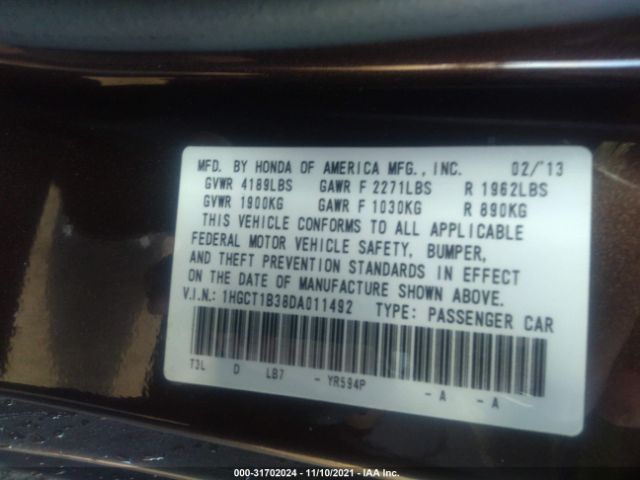 MFD. BY HONDA OF AMERICA MFG., INC. 02/'13
GVWR 4189LBS GAWR F 2271LBS R 1962LBS
GVWR 1900KG GAWR F 1030KG R 890KG
THIS VEHICLE CONFORMS TO ALL APPLICABLE
FEDERAL MOTOR VEHICLE SAFETY, BUMPER,
AND THEFT PREVENTION STANDARDS IN EFFECT
ON THE DATE OF MANUFACTURE SHOWN ABOVE.
V.I.N.: 1HGCT1B38DA011492 TYPE: PASSENGER CAR
T3L D LB7 - YR594P - A - A
000-31702024 - 11/10/2021 - IAA Inc.